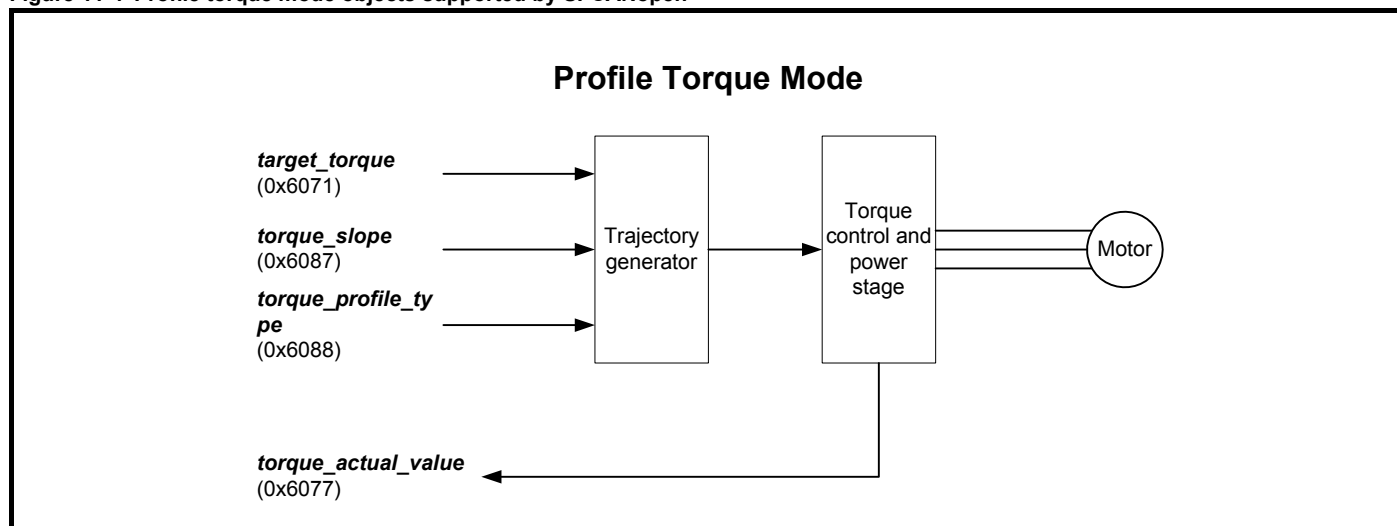 Profile Torque Mode
target_torque
(0x6071)
torque_slope
(0x6087)
torque_profile_ty
pe
(0x6088)
Trajectory
generator
Torque
control and
power
stage
Motor
torque_actual_value
(0x6077)